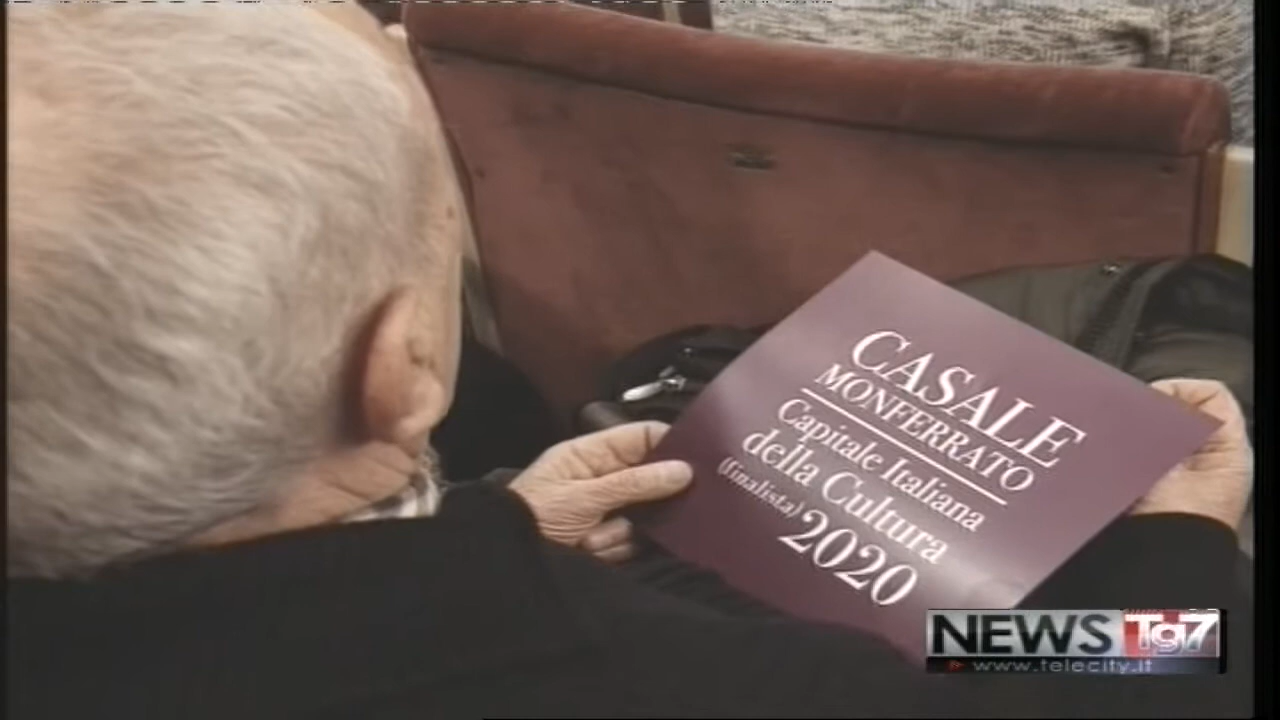 CASALE
MONFERRATO
Capitale Italiana
della Cultura
(finalista) 2020
NEWS Tg7
www.telecity.it